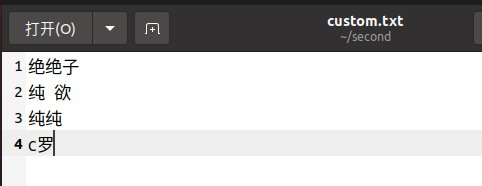 打开(O)
custom.txt
~/second
1 绝绝子
2 纯 欲
3 纯纯
4 c罗